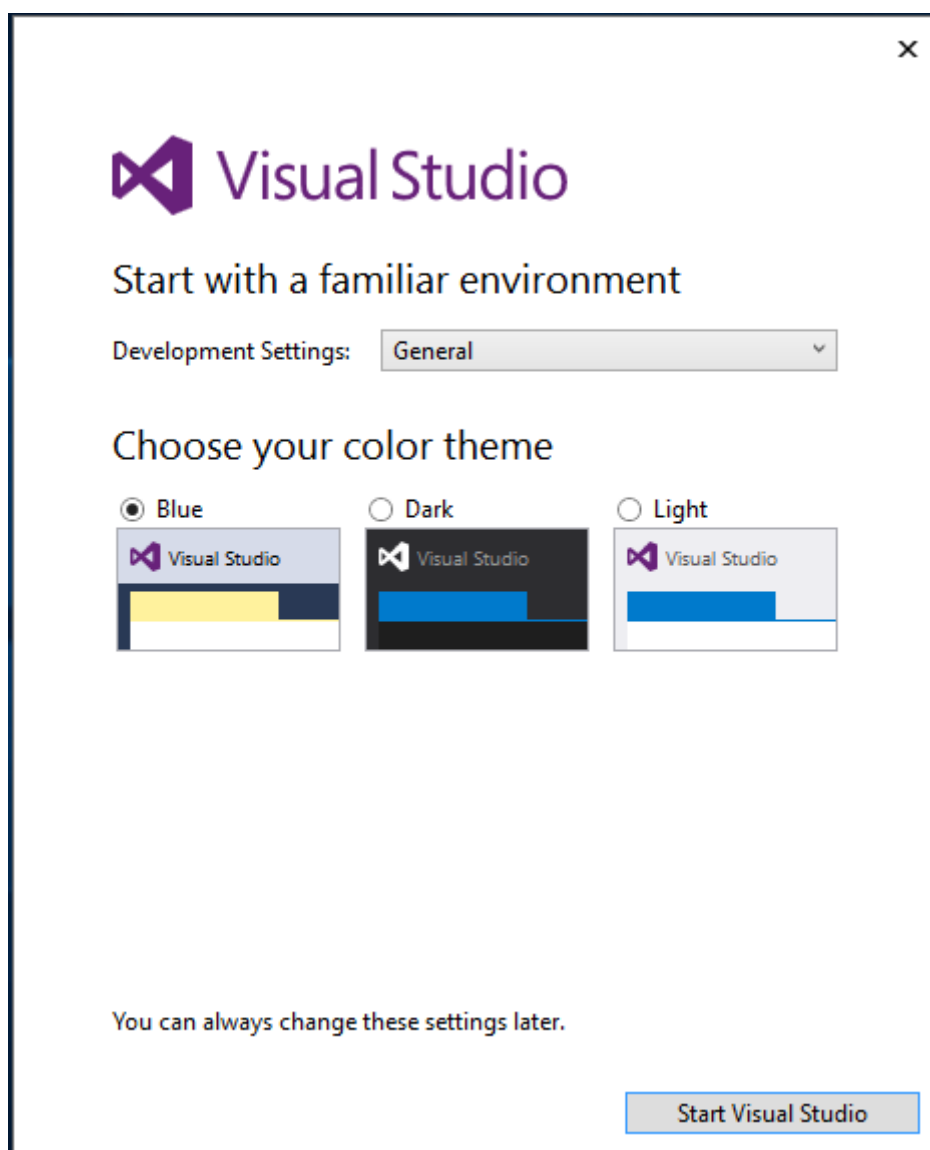 Visual Studio
Start with a familiar environment
Development Settings: General
Choose your color theme
Blue Dark Light
Visual Studio Visual Studio Visual Studio
You can always change these settings later.
Start Visual Studio